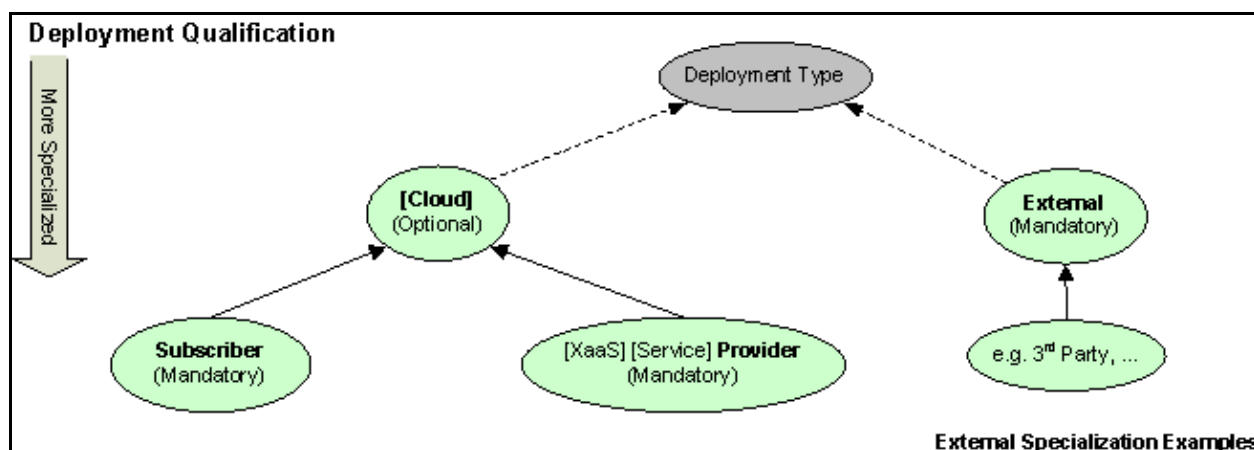 Deployment Qualification
More Specialized
Deployment Type
[Cloud]
(Optional)
External
(Mandatory)
Subscriber
(Mandatory)
[XaaS] [Service] Provider
(Mandatory)
e.g. 3rd Party, ...
External Specialization Examples